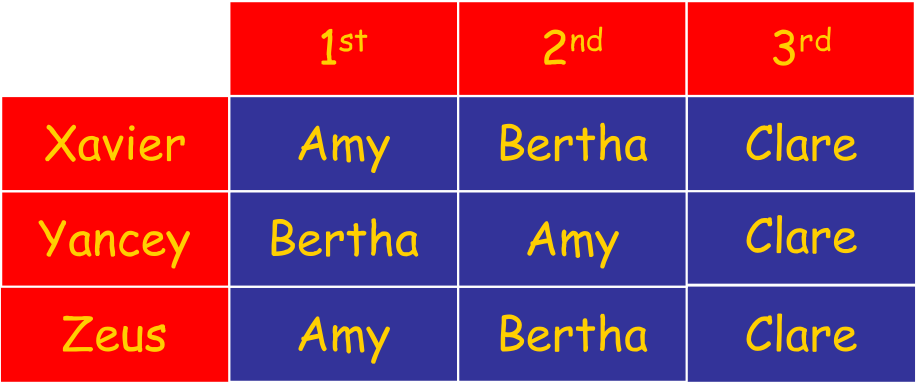 1st 2nd 3rd
Xavier Amy Bertha Clare
Yancey Bertha Amy Clare
Zeus Amy Bertha Clare